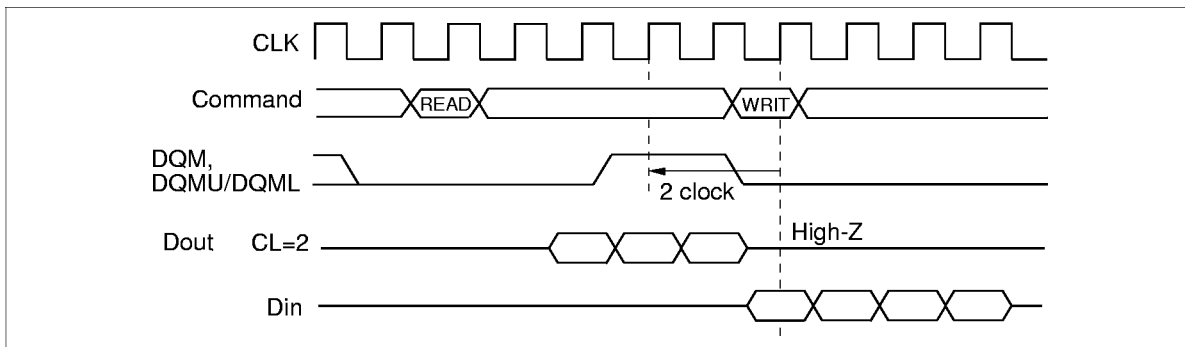 CLK
Command
READ
WRIT
DQM,
DQMU/DQML
2 clock
Dout CL=2
High-Z
Din